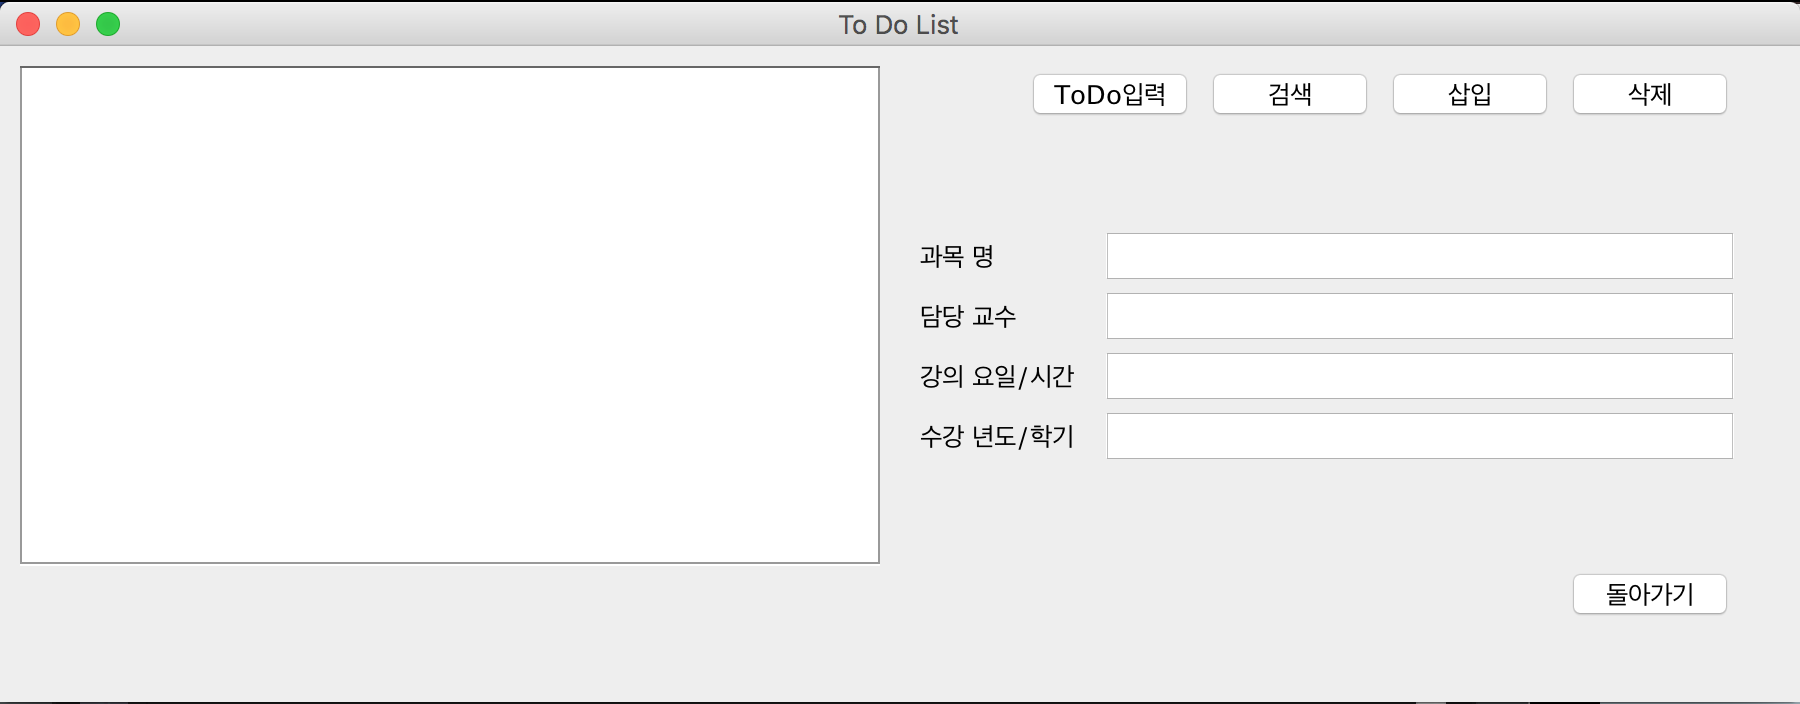 To Do List
ToDo입력 검색 삽입 삭제
과목 명
담당 교수
강의 요일/시간
수강 년도/학기
돌아가기